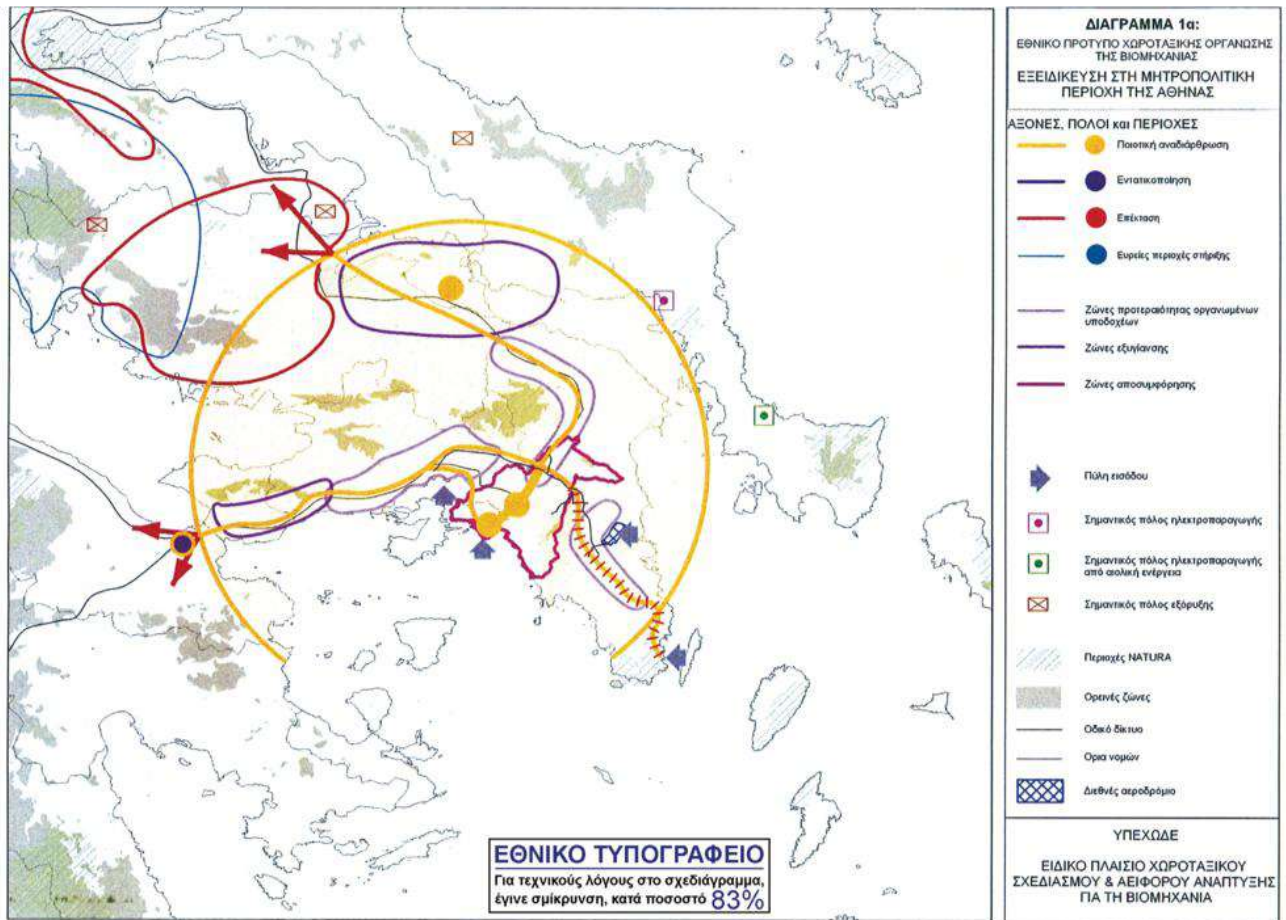 ΔΙΑΓΡΑΜΜΑ 1α:
ΕΘΝΙΚΟ ΠΡΟΤΥΠΟ ΧΩΡΟΤΑΞΙΚΗΣ ΟΡΓΑΝΩΣΗΣ
ΤΗΣ ΒΙΟΜΗΧΑΝΙΑΣ
ΕΞΕΙΔΙΚΕΥΣΗ ΣΤΗ ΜΗΤΡΟΠΟΛΙΤΙΚΗ
ΠΕΡΙΟΧΗ ΤΗΣ ΑΘΗΝΑΣ
ΑΞΟΝΕΣ, ΠΟΛΟΙ και ΠΕΡΙΟΧΕΣ
Ποιοτική αναδιάρθρωση
Εντατικοποίηση
Επέκταση
Ευρείες περιοχές στήριξης
Ζώνες προτεραιότητας οργανωμένων
υποδοχέων
Ζώνες εξυγίανσης
Ζώνες αποσυμφόρησης
Πύλη εισόδου
Σημαντικός πόλος ηλεκτροπαραγωγής
Σημαντικός πόλος ηλεκτροπαραγωγής
από αιολική ενέργεια
Σημαντικός πόλος εξόρυξης
Περιοχές NATURA
Ορεινές ζώνες
Οδικό δίκτυο
Ορια νομών
Διεθνές αεροδρόμιο
ΥΠΕΧΩΔΕ
ΕΙΔΙΚΟ ΠΛΑΙΣΙΟ ΧΩΡΟΤΑΞΙΚΟΥ
ΣΧΕΔΙΑΣΜΟΥ & ΑΕΙΦΟΡΟΥ ΑΝΑΠΤΥΞΗΣ
ΓΙΑ ΤΗ ΒΙΟΜΗΧΑΝΙΑ
ΕΘΝΙΚΟ ΤΥΠΟΓΡΑΦΕΙΟ
Για τεχνικούς λόγους στο σχεδιάγραμμα,
έγινε σμίκρυνση, κατά ποσοστό 83%